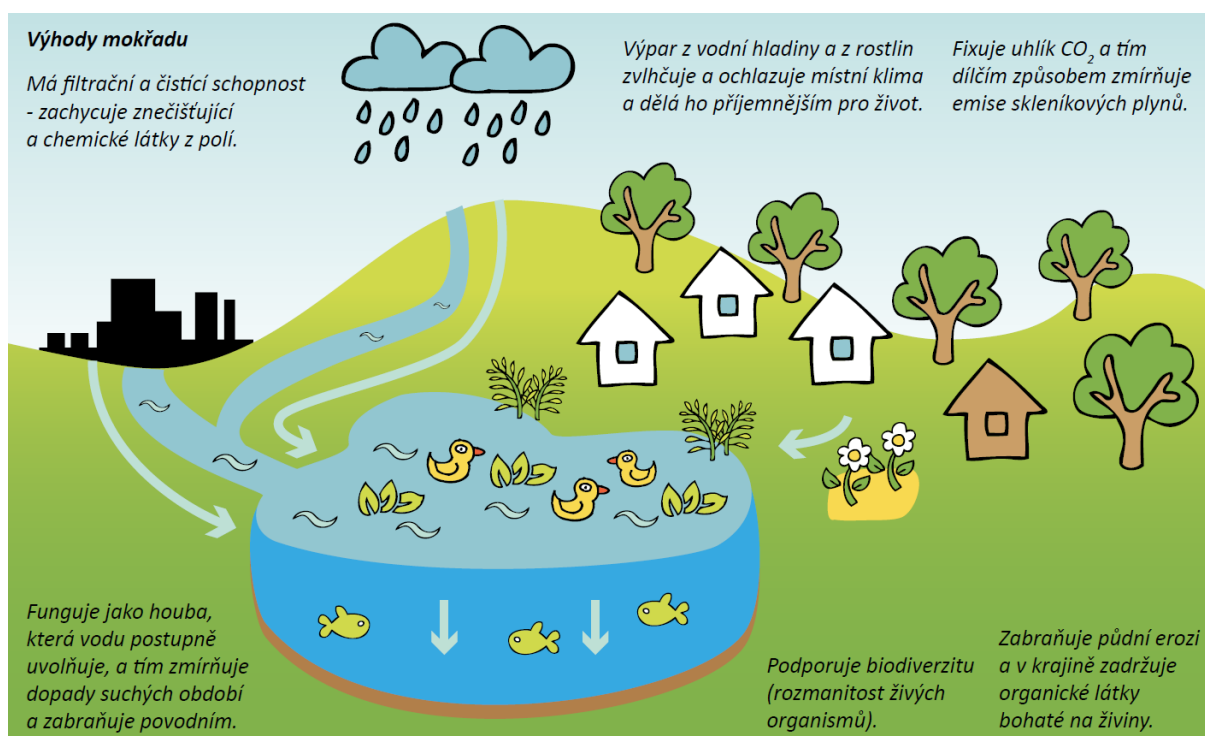 Výhody mokřadu
Má filtrační a čistící schopnost
- zachycuje znečišťující
a chemické látky z polí.
Výpar z vodní hladiny a z rostlin
zvlhčuje a ochlazuje místní klima
a dělá ho příjemnějším pro život.
Fixuje uhlík CO₂ a tím
dílčím způsobem zmírňuje
emise skleníkových plynů.
Funguje jako houba,
která vodu postupně
uvolňuje, a tím zmírňuje
dopady suchých období
a zabraňuje povodním.
Podporuje biodiverzitu
(rozmanitost živých
organismů).
Zabraňuje půdní erozi
a v krajině zadržuje
organické látky
bohaté na živiny.